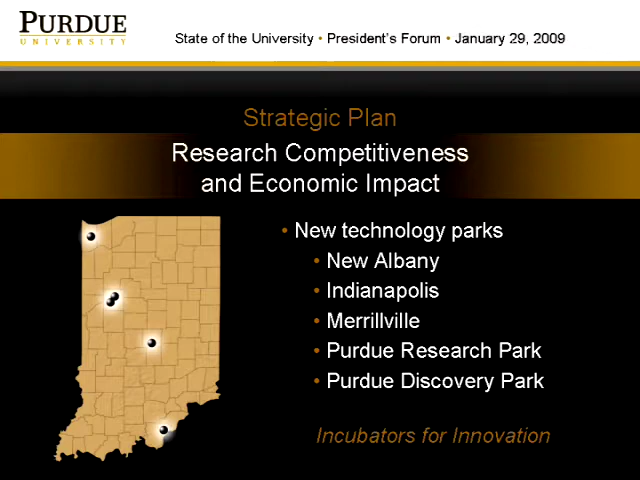 PURDUE
UNIVERSITY
State of the University • President's Forum • January 29, 2009
Strategic Plan
Research Competitiveness
and Economic Impact
• New technology parks
• New Albany
• Indianapolis
• Merrillville
• Purdue Research Park
• Purdue Discovery Park
Incubators for Innovation